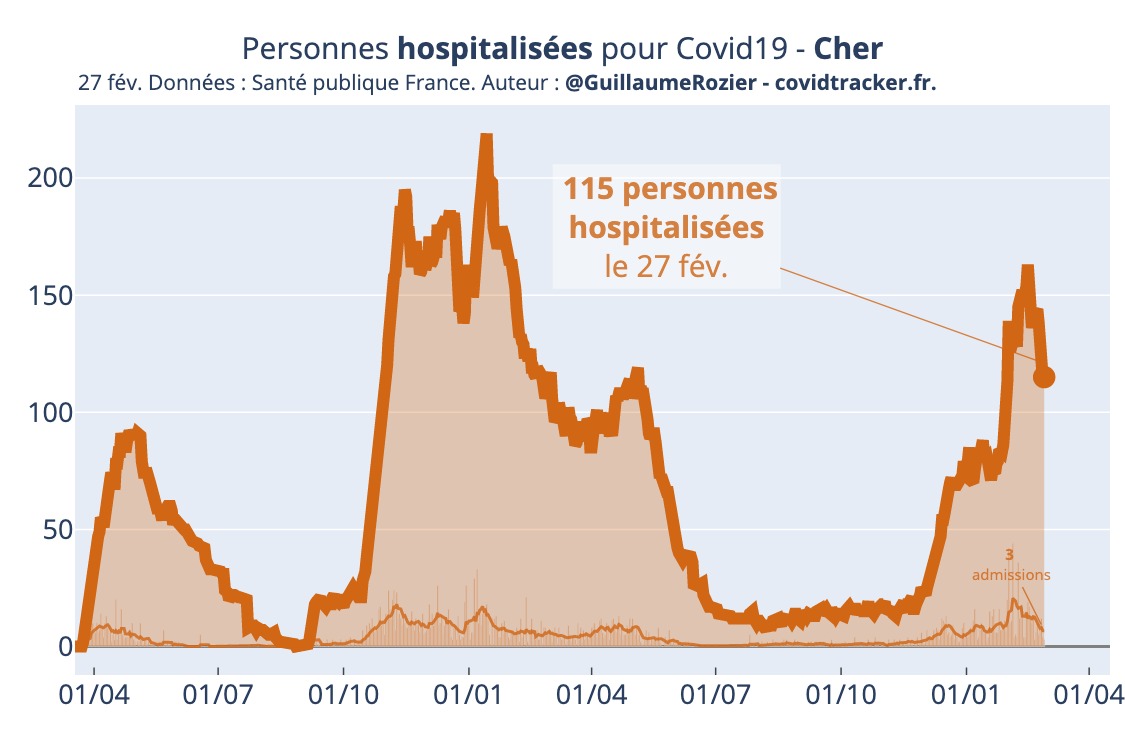 Personnes hospitalisées pour Covid19 - Cher
27 fév. Données : Santé publique France. Auteur : @GuillaumeRozier - covidtracker.fr.
200
150
100
50
0
115 personnes
hospitalisées
le 27 fév.
3
admissions
01/04 01/07 01/10 01/01 01/04 01/07 01/10 01/01 01/04